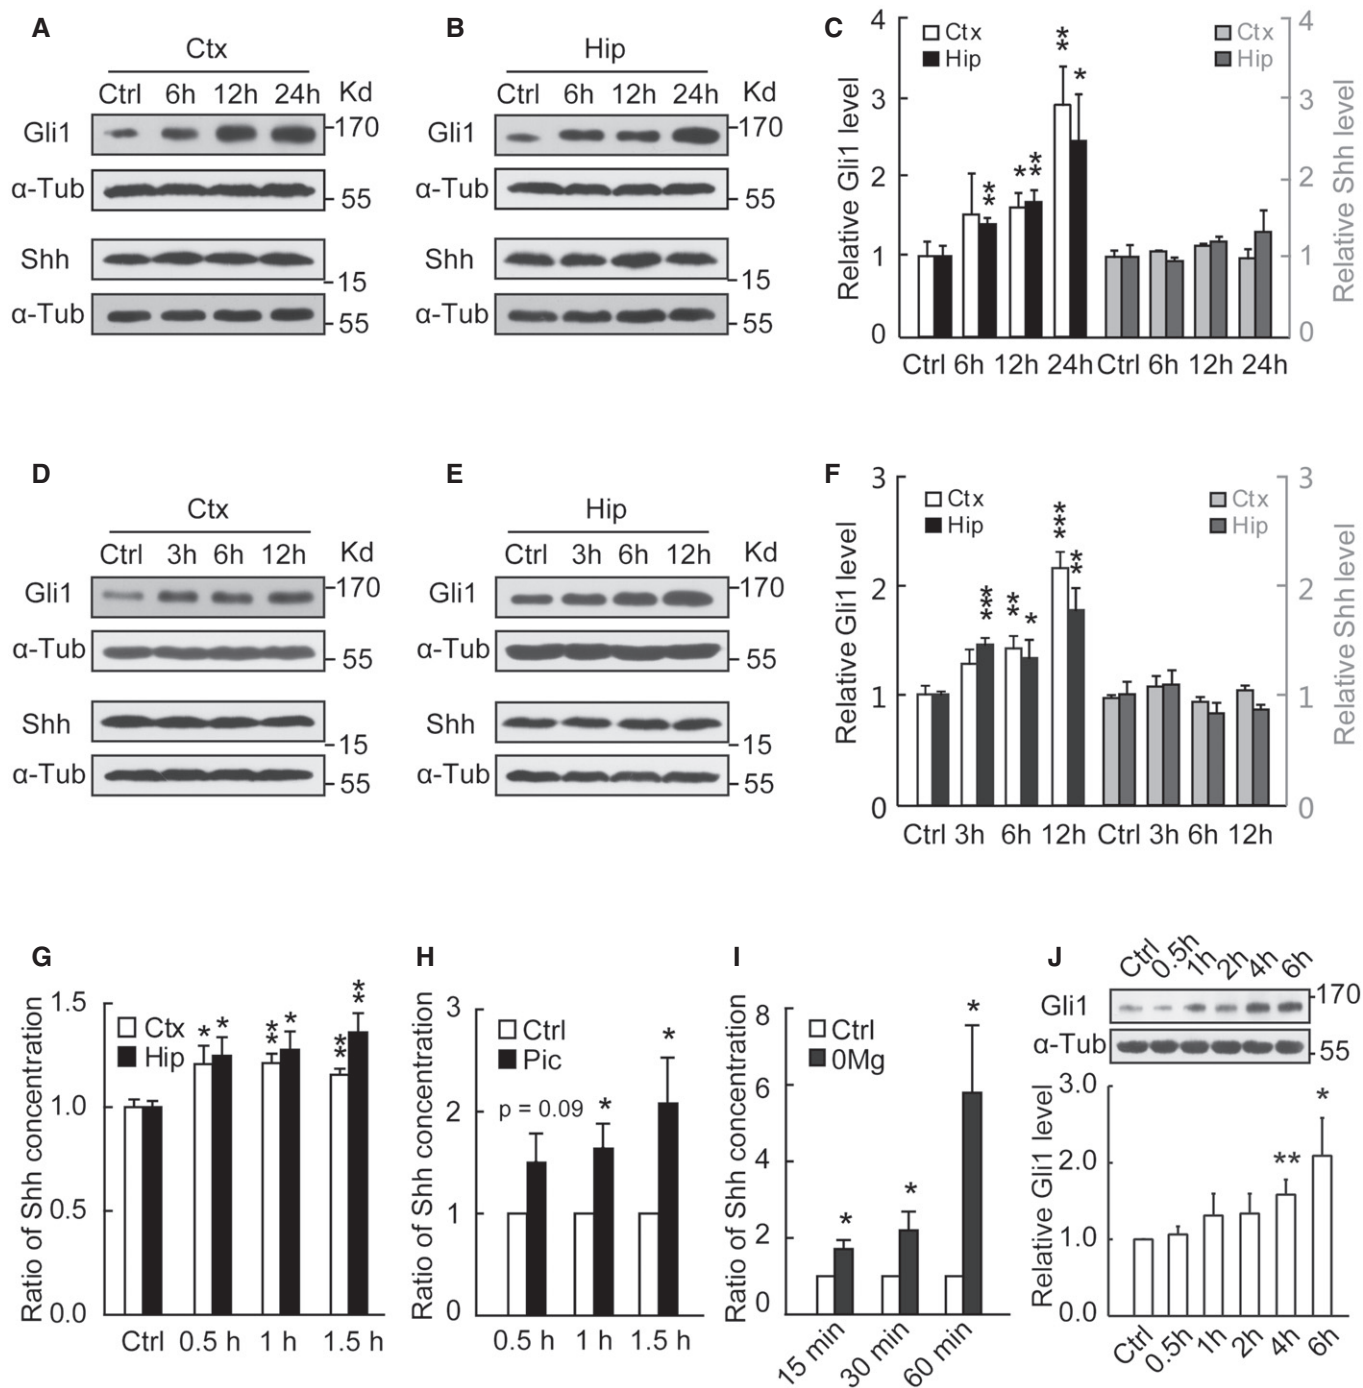 A
Ctx
Ctrl 6h 12h 24h Kd
Gli1 170
α-Tub 55
Shh 15
α-Tub 55
B
Hip
Ctrl 6h 12h 24h Kd
Gli1 170
α-Tub 55
Shh 15
α-Tub 55
C
4
3
2
1
0
Relative Gli1 level
Ctx
Hip
** *
** * ** 
Ctx
Hip
4
3
2
1
0
Relative Shh level
Ctrl 6h 12h 24h Ctrl 6h 12h 24h
D
Ctx
Ctrl 3h 6h 12h Kd
Gli1 170
α-Tub 55
Shh 15
α-Tub 55
E
Hip
Ctrl 3h 6h 12h Kd
Gli1 170
α-Tub 55
Shh 15
α-Tub 55
F
3
2
1
0
Relative Gli1 level
Ctx
Hip
*** **
*** ** *
Ctx
Hip
3
2
1
0
Relative Shh level
Ctrl 3h 6h 12h Ctrl 3h 6h 12h
G
Ratio of Shh concentration
1.5
1.0
0.5
0.0
Ctx
Hip
* * ** * ** **
Ctrl 0.5 h 1 h 1.5 h
H
Ratio of Shh concentration
3
2
1
0
Ctrl
Pic
p = 0.09 * *
0.5 h 1 h 1.5 h
I
Ratio of Shh concentration
8
6
4
2
0
Ctrl
0Mg
* * *
15 min 30 min 60 min
J
Ctrl 0.5h 1h 2h 4h 6h
Gli1 170
α-Tub 55
Relative Gli1 level
3.0
2.0
1.0
0.0
** *
Ctrl 0.5h 1h 2h 4h 6h